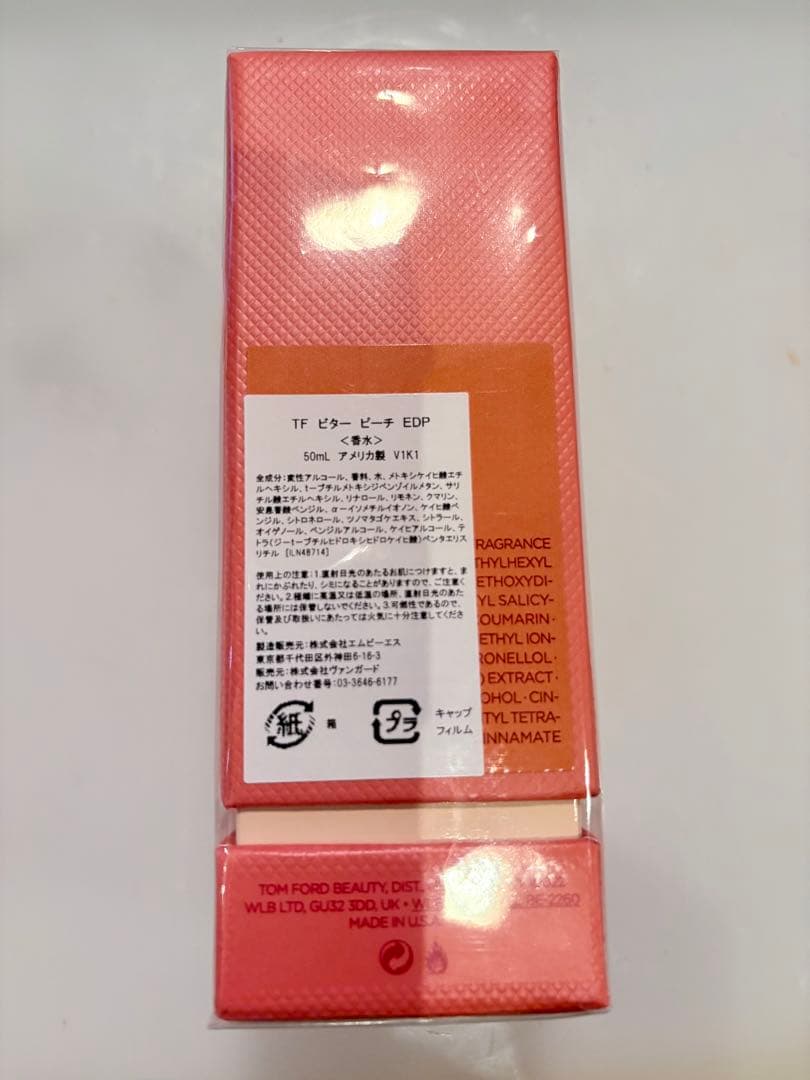 TF ビター ピーチ EDP
＜香水＞
50mL アメリカ製 V1K1
全成分:変性アルコール、香料、水、メトキシケイヒ酸エチ
ルヘキシル、t-ブチルメトキシジベンゾイルメタン、サリ
チル酸エチルヘキシル、リナロール、リモネン、クマリン、
安息香酸ベンジル、α-イソメチルイオノン、ケイヒ酸ベ
ンジル、シトロネロール、ツノマタゴケエキス、シトラール、
オイゲノール、ベンジルアルコール、ケイヒアルコール、テ
トラ(ジ-t-ブチルヒドロキシヒドロケイヒ酸)ペンタエリス
リチル [ILN48714]
使用上の注意:1.直射日光のあたるお肌につけますと、ま
れにかぶれたり、シミになることがありますので、ご注意く
ださい。2.極端に高温又は低温の場所、直射日光のあた
る場所には保管しないでください。3.可燃性であるので、
保管及び取扱いにあたっては火気に十分注意してくださ
い。
製造販売元:株式会社エムビーエス
東京都千代田区外神田6-16-3
販売元:株式会社ヴァンガード
お問い合わせ番号:03-3646-6177
紙 箱
プラ キャップ
フィルム
RAGRANCE
THYLHEXYL
ETHOXYDI-
YL SALICY-
OUMARIN·
ETHYL ION-
RONELLOL·
) EXTRACT·
OHOL·CIN-
TYL TETRA-
INNAMATE
TOM FORD BEAUTY, DIST.
WLB LTD, GU32 3DD, UK • BE-2260
MADE IN U.S.A